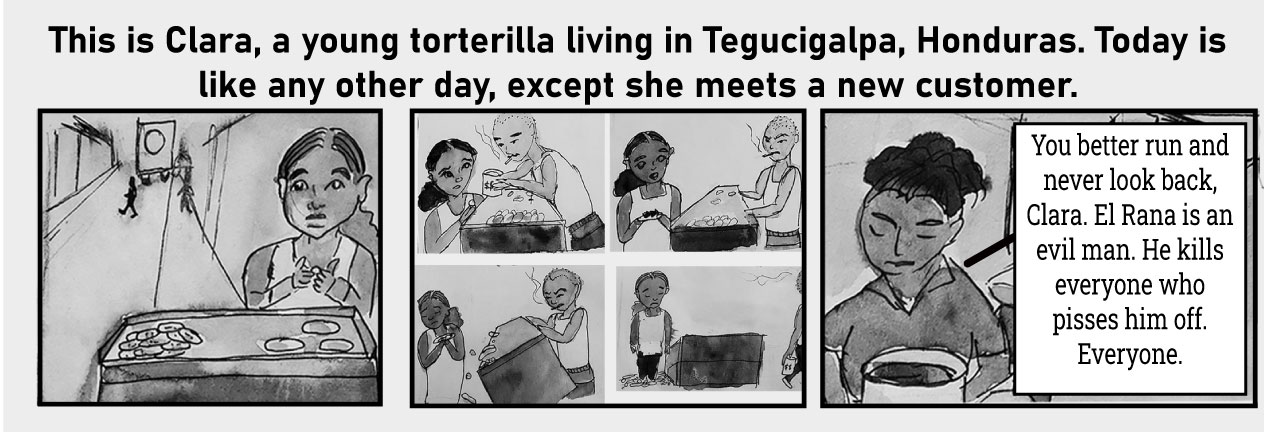 This is Clara, a young torterilla living in Tegucigalpa, Honduras. Today is
like any other day, except she meets a new customer.
You better run and
never look back,
Clara. El Rana is an
evil man. He kills
everyone who
pisses him off.
Everyone.